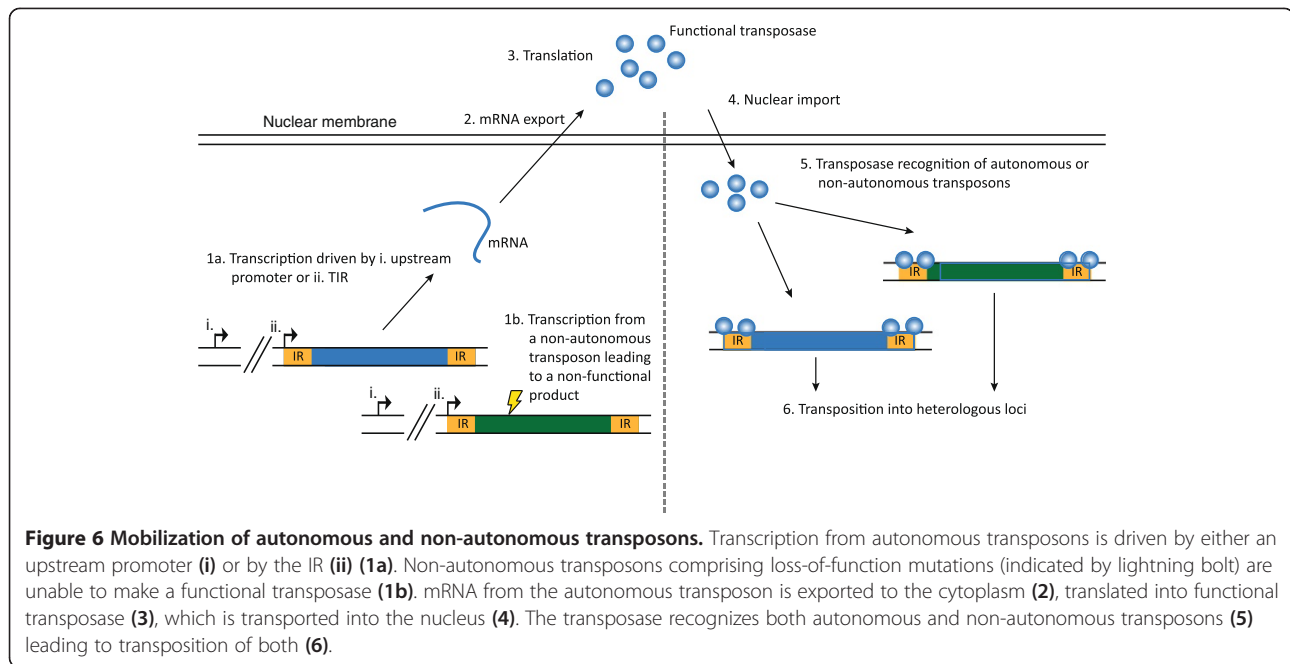 Functional transposase
3. Translation
4. Nuclear import
Nuclear membrane
2. mRNA export
5. Transposase recognition of autonomous or
non-autonomous transposons
mRNA
1a. Transcription driven by i. upstream
promoter or ii. TIR
IR
IR
i.
ii.
IR
IR
1b. Transcription from
a non-autonomous
transposon leading
to a non-functional
product
IR
IR
i.
ii.
IR
IR
6. Transposition into heterologous loci
Figure 6 Mobilization of autonomous and non-autonomous transposons. Transcription from autonomous transposons is driven by either an
upstream promoter (i) or by the IR (ii) (1a). Non-autonomous transposons comprising loss-of-function mutations (indicated by lightning bolt) are
unable to make a functional transposase (1b). mRNA from the autonomous transposon is exported to the cytoplasm (2), translated into functional
transposase (3), which is transported into the nucleus (4). The transposase recognizes both autonomous and non-autonomous transposons (5)
leading to transposition of both (6).